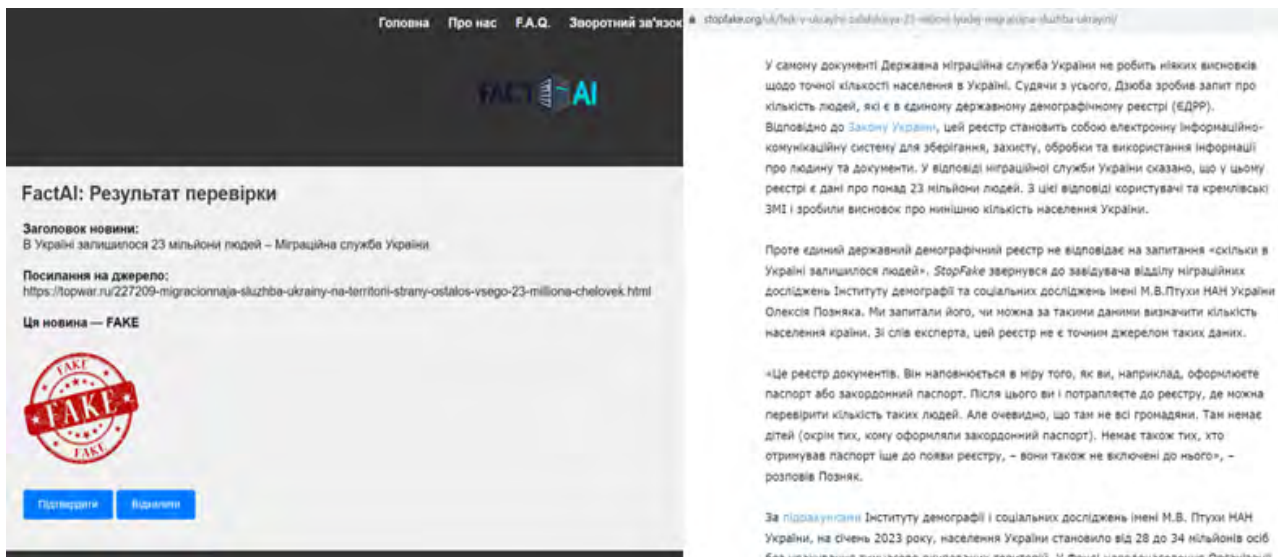 Головна Про нас F.A.Q. Зворотний зв'язок
FACT AI
FactAI: Результат перевірки
Заголовок новини:
В Україні залишилося 23 мільйони людей – Міграційна служба України
Посилання на джерело:
https://topwar.ru/227209-migracionnaja-sluzhba-ukrainy-na-territorii-strany-ostalos-vsego-23-milliona-chelovek.html
Ця новина — FAKE
FAKE
FAKE
FAKE
Підтвердити Відхилити
У самому документі Державна міграційна служба України не робить ніяких висновків
щодо точної кількості населення в Україні. Судячи з усього, Дзюба зробив запит про
кількість людей, які є в єдиному державному демографічному реєстрі (ЄДРР).
Відповідно до Закону України, цей реєстр становить собою електронну інформаційно-
комунікаційну систему для зберігання, захисту, обробки та використання інформації
про людину та документи. У відповіді міграційної служби України сказано, що у цьому
реєстрі є дані про понад 23 мільйони людей. З цієї відповіді користувачі та кремлівські
ЗМІ і зробили висновок про нинішню кількість населення України.
Проте єдиний державний демографічний реєстр не відповідає на запитання «скільки в
Україні залишилося людей». StopFake звернувся до завідувача відділу міграційних
досліджень Інституту демографії та соціальних досліджень імені М.В.Птухи НАН України
Олексія Позняка. Ми запитали його, чи можна за такими даними визначити кількість
населення країни. Зі слів експерта, цей реєстр не є точним джерелом таких даних.
«Це реєстр документів. Він наповнюється в міру того, як ви, наприклад, оформлюєте
паспорт або закордонний паспорт. Після цього ви і потрапляєте до реєстру, де можна
перевірити кількість таких людей. Але очевидно, що там не всі громадяни. Там немає
дітей (окрім тих, кому оформляли закордонний паспорт). Немає також тих, хто
отримував паспорт іще до появи реєстру, – вони також не включені до нього», –
розповів Позняк.
За підрахунками Інституту демографії і соціальних досліджень імені М.В. Птухи НАН
України, на січень 2023 року, населення України становило від 28 до 34 мільйонів осіб